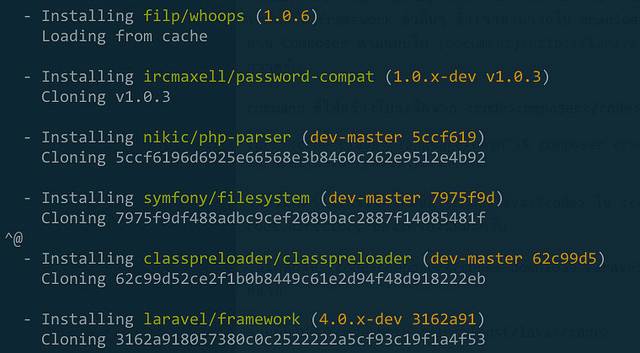 - Installing filp/whoops (1.0.6)
Loading from cache
- Installing ircmaxell/password-compat (1.0.x-dev v1.0.3)
Cloning v1.0.3
- Installing nikic/php-parser (dev-master 5ccf619)
Cloning 5ccf6196d6925e66568e3b8460c262e9512e4b92
- Installing symfony/filesystem (dev-master 7975f9d)
Cloning 7975f9df488adbc9cef2089bac2887f14085481f
^@
- Installing classpreloader/classpreloader (dev-master 62c99d5)
Cloning 62c99d52ce2f1b0b8449c61e2d94f48d918222eb
- Installing laravel/framework (4.0.x-dev 3162a91)
Cloning 3162a918057380c0c2522222a5cf93c19f1a4f53